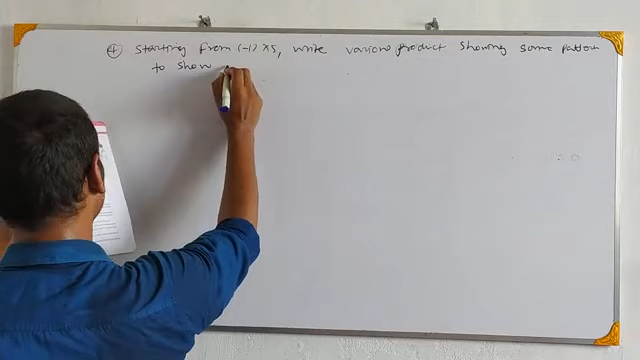 ④ Starting from (-1) × 5, write various product showing some pattern
to show